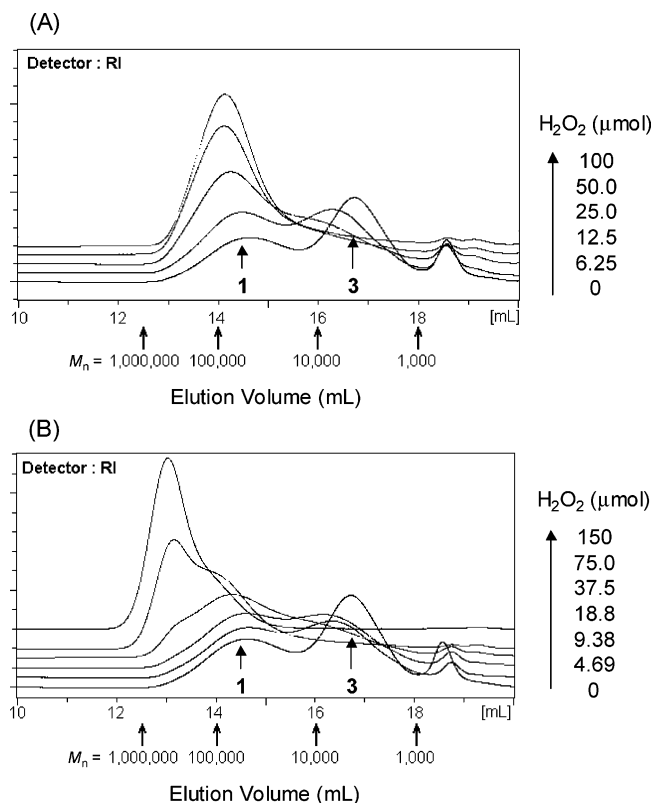 (A)
Detector : RI
H₂O₂ (μmol)
100
50.0
25.0
12.5
6.25
0
1
3
10 12 14 16 18 [mL]
Mn = 1,000,000 100,000 10,000 1,000
Elution Volume (mL)
(B)
Detector : RI
H₂O₂ (μmol)
150
75.0
37.5
18.8
9.38
4.69
0
1
3
10 12 14 16 18 [mL]
Mn = 1,000,000 100,000 10,000 1,000
Elution Volume (mL)